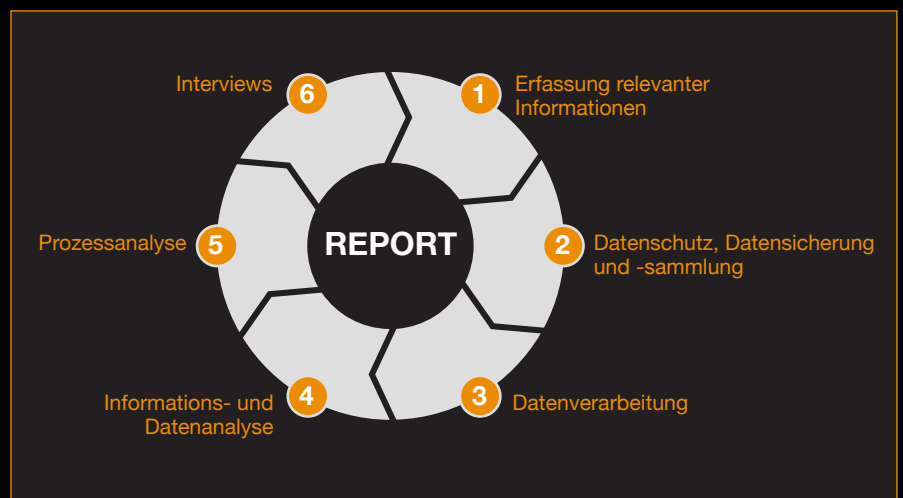 1
Erfassung relevanter
Informationen
2
Datenschutz, Datensicherung
und -sammlung
3
Datenverarbeitung
4
Informations- und
Datenanalyse
5
Prozessanalyse
6
Interviews
REPORT